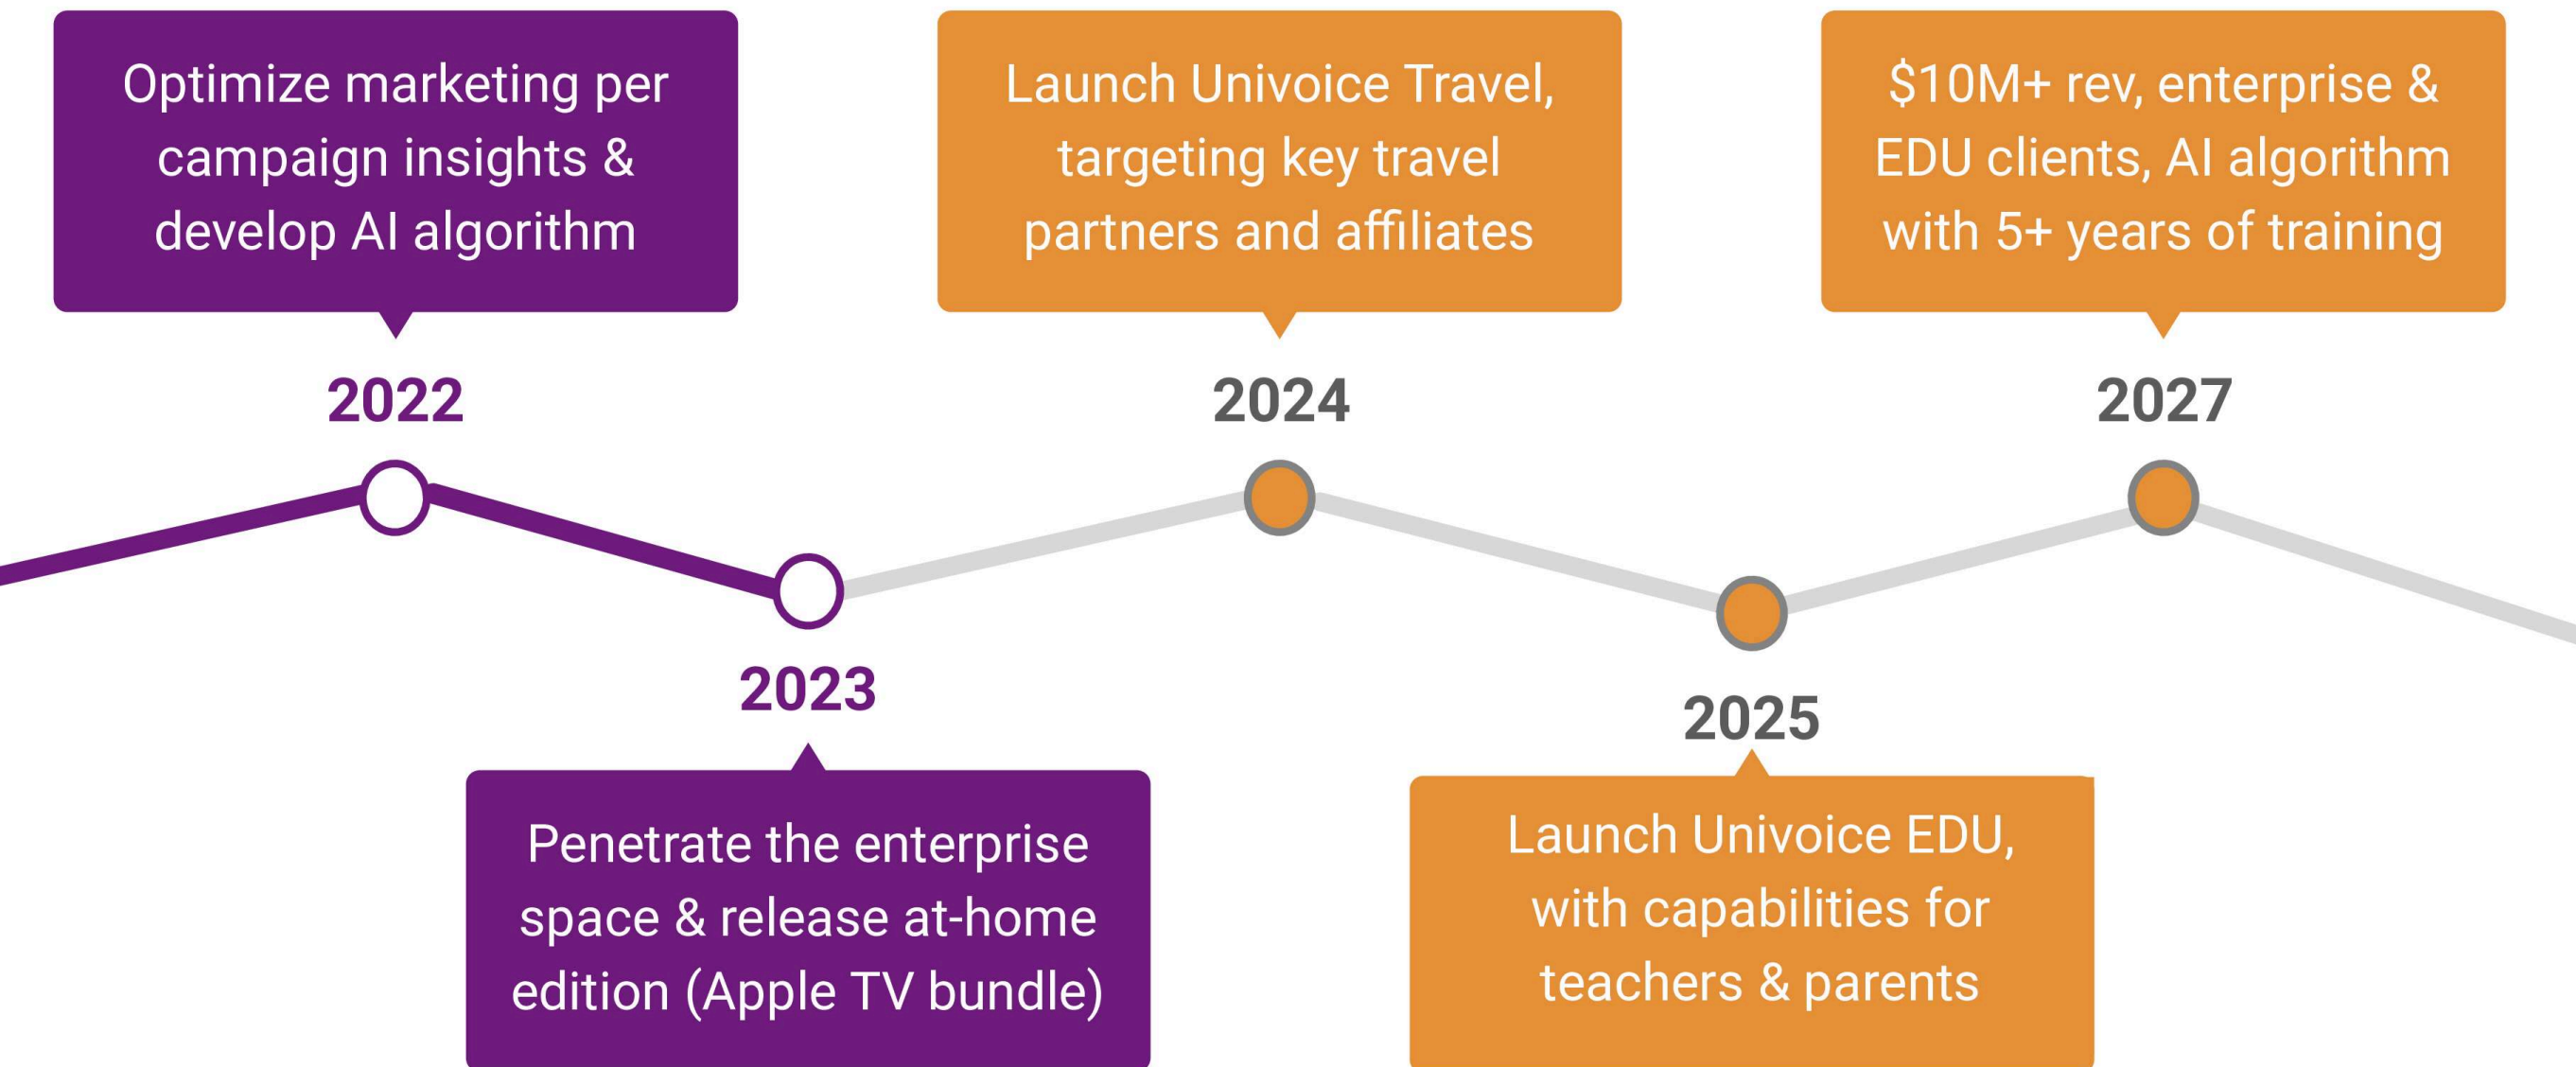 Optimize marketing per
campaign insights &
develop AI algorithm
2022
Penetrate the enterprise
space & release at-home
edition (Apple TV bundle)
2023
Launch Univoice Travel,
targeting key travel
partners and affiliates
2024
Launch Univoice EDU,
with capabilities for
teachers & parents
2025
$10M+ rev, enterprise &
EDU clients, AI algorithm
with 5+ years of training
2027